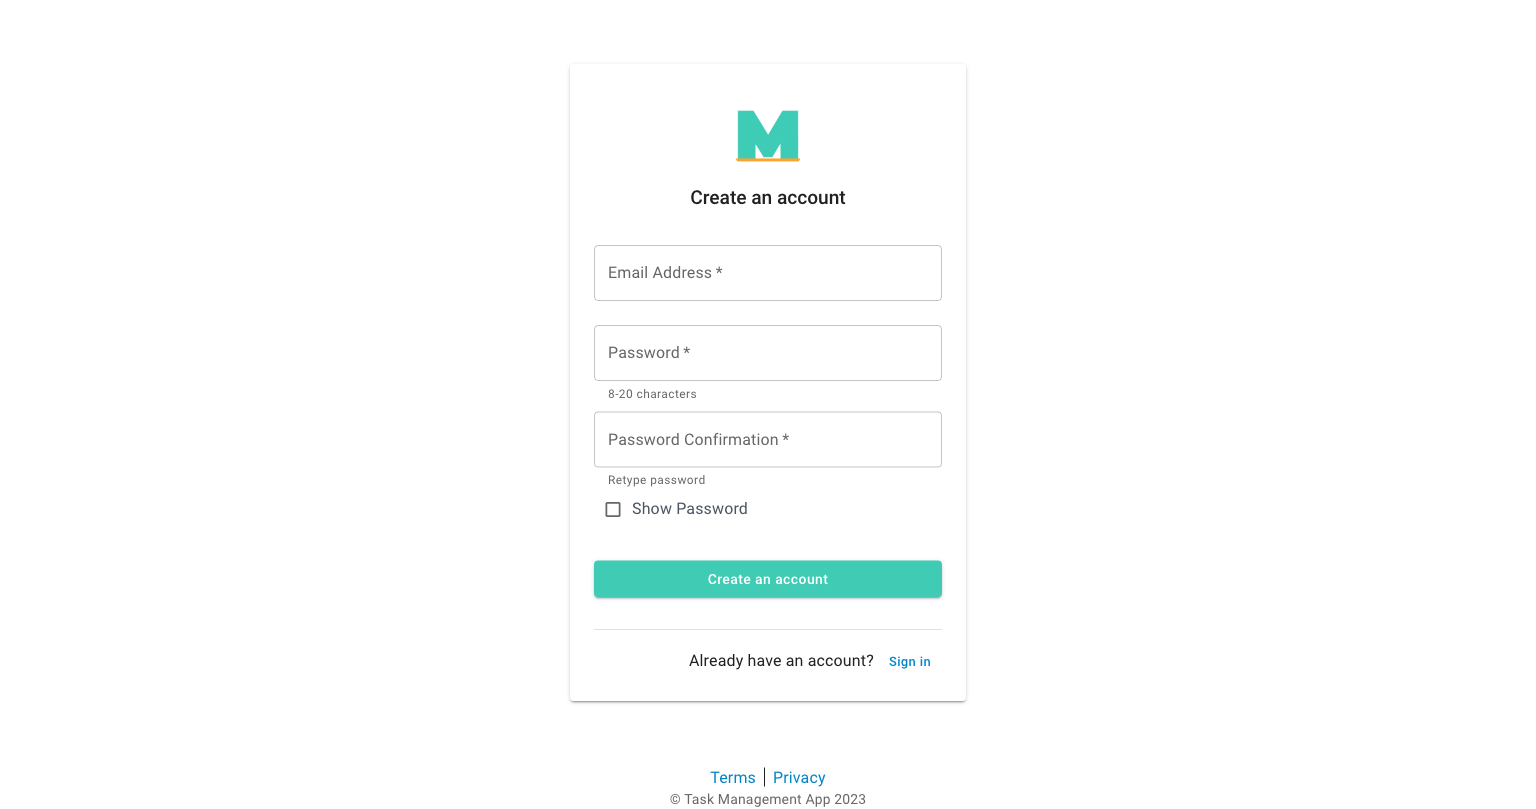 M
Create an account
Email Address *
Password *
8-20 characters
Password Confirmation *
Retype password
Show Password
Create an account
Already have an account? Sign in
Terms | Privacy
© Task Management App 2023